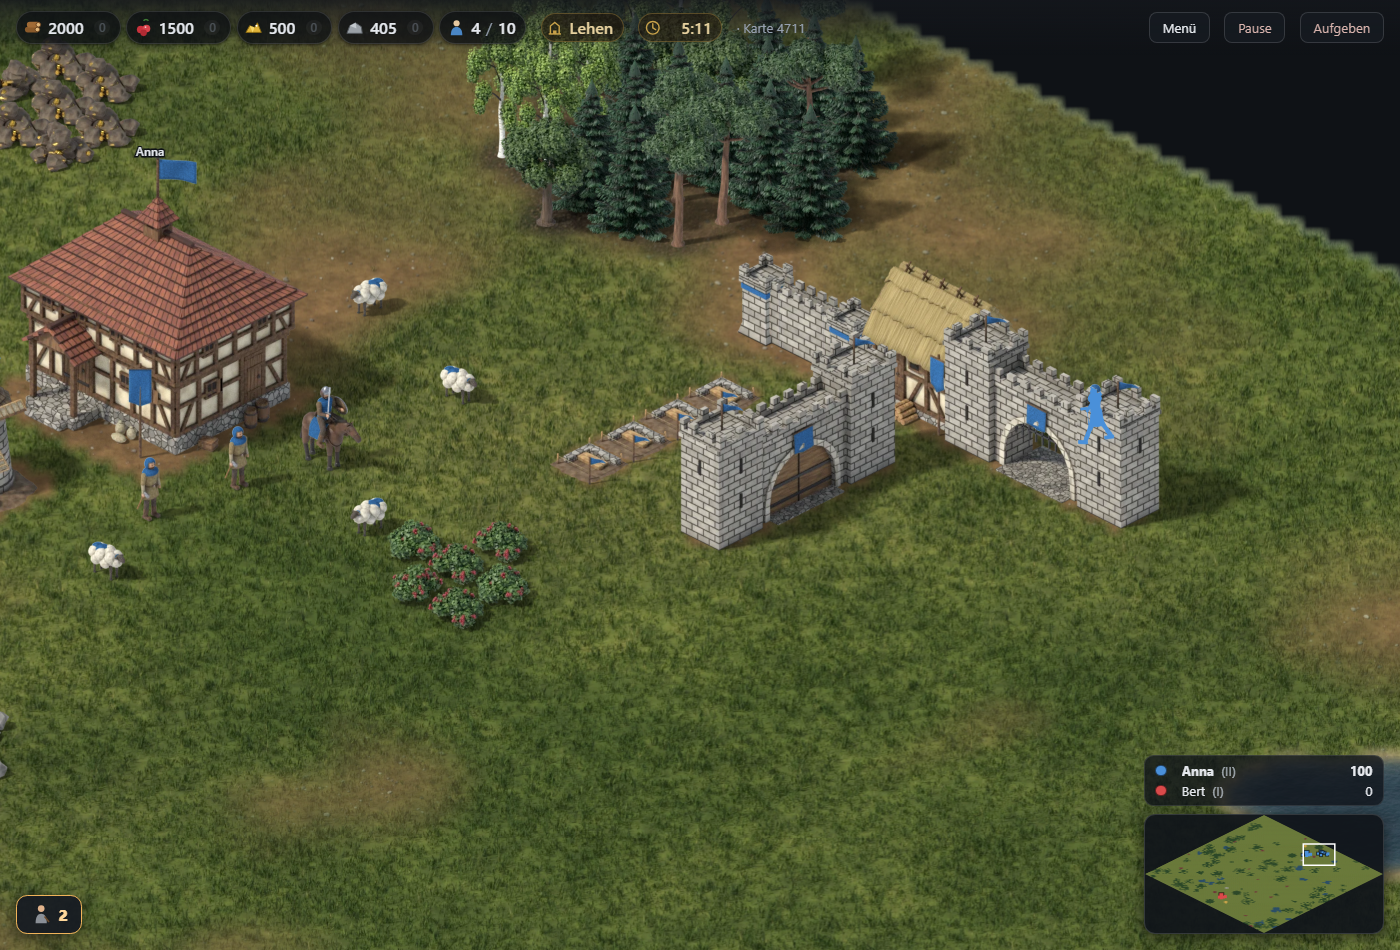 2000 0 1500 0 500 0 405 0 4 / 10 Lehen 5:11 · Karte 4711 Menü Pause Aufgeben
Anna
Anna (II) 100
Bert (I) 0
2